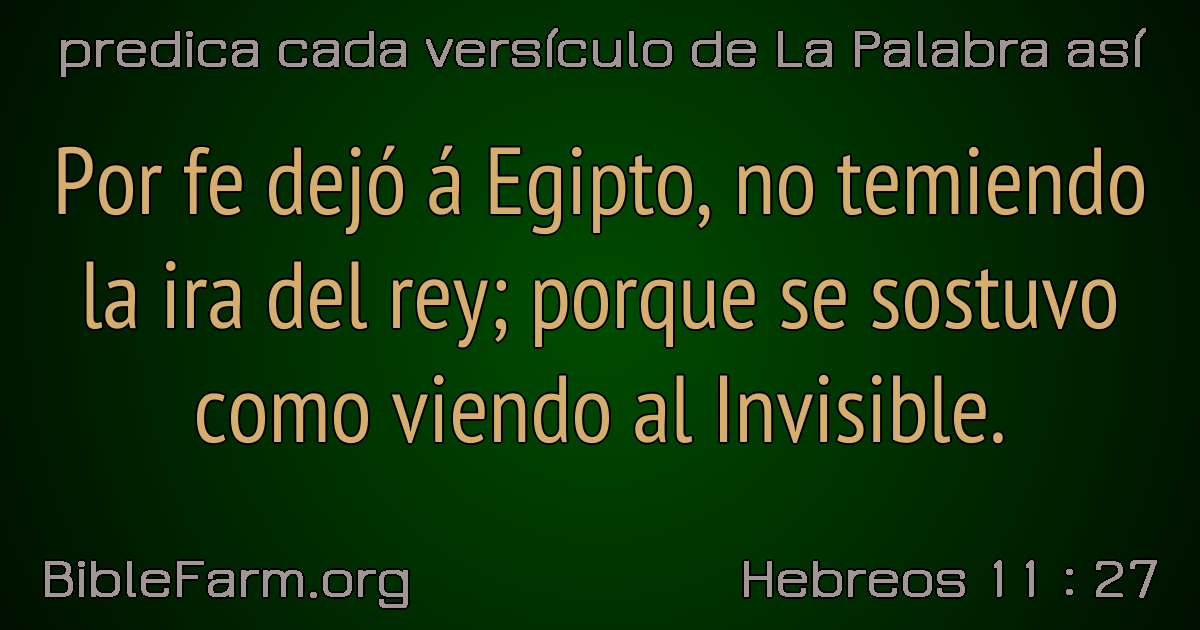 predica cada versículo de La Palabra así
Por fe dejó á Egipto, no temiendo
la ira del rey; porque se sostuvo
como viendo al Invisible.
BibleFarm.org
Hebreos 11 : 27